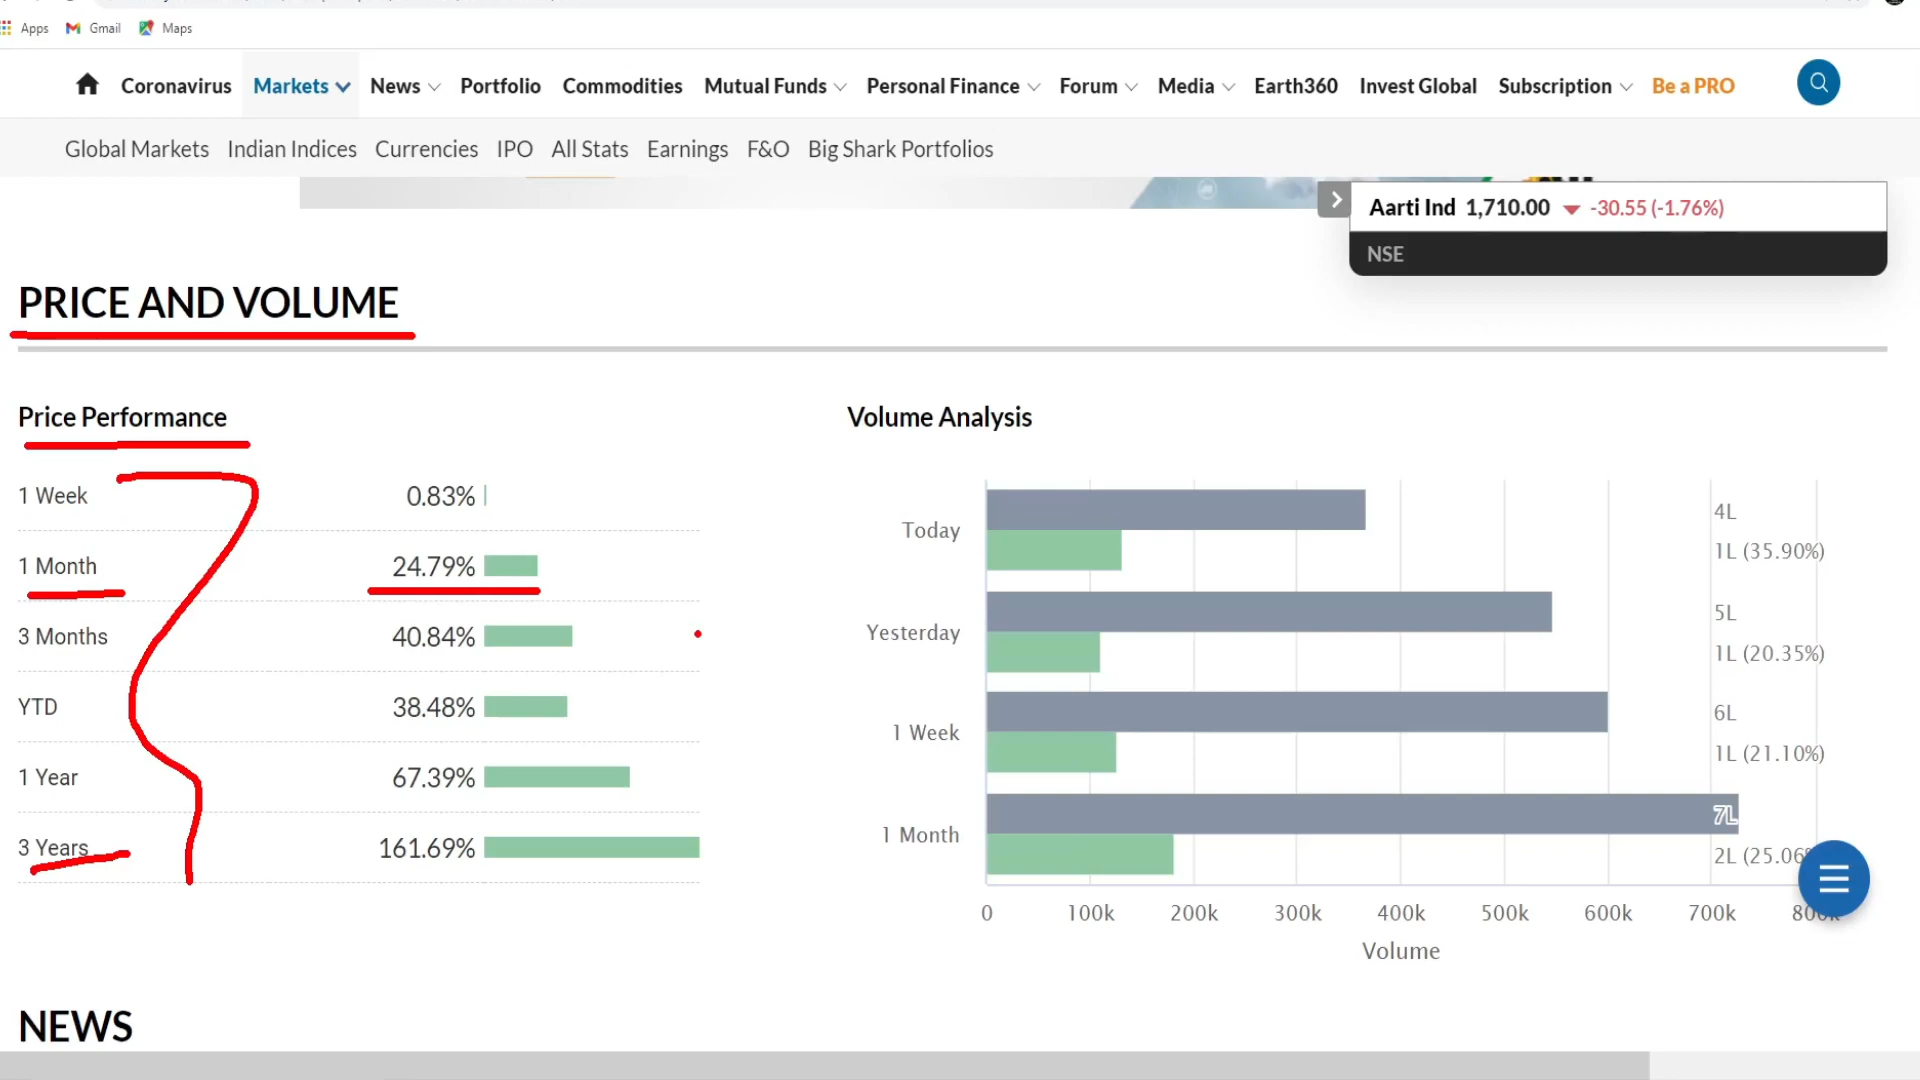 Apps Gmail Maps
Coronavirus Markets News Portfolio Commodities Mutual Funds Personal Finance Forum Media Earth360 Invest Global Subscription Be a PRO
Global Markets Indian Indices Currencies IPO All Stats Earnings F&O Big Shark Portfolios
Aarti Ind 1,710.00 -30.55 (-1.76%)
NSE
PRICE AND VOLUME
Price Performance
1 Week 0.83%
1 Month 24.79%
3 Months 40.84%
YTD 38.48%
1 Year 67.39%
3 Years 161.69%
Volume Analysis
Today
4L
1L (35.90%)
Yesterday
5L
1L (20.35%)
1 Week
6L
1L (21.10%)
1 Month
7L
2L (25.06
0 100k 200k 300k 400k 500k 600k 700k 800k
Volume
NEWS